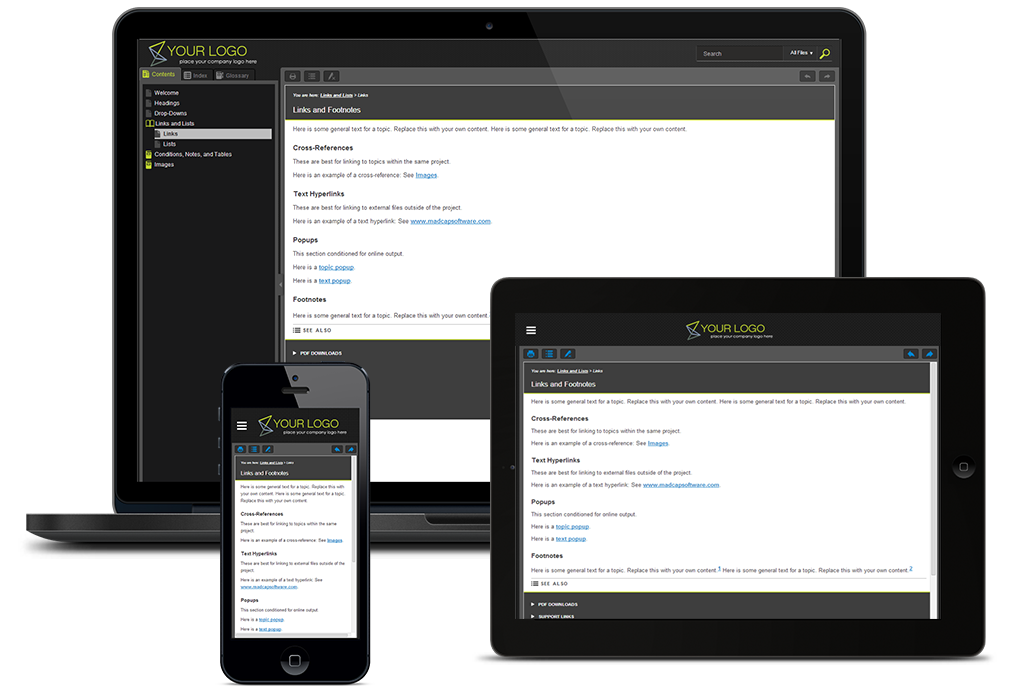 YOUR LOGO
place your company logo here
Search
All Files
Contents
Index
Glossary
Welcome
Headings
Drop-Downs
Links and Lists
Links
Lists
Conditions, Notes, and Tables
Images
You are here: Links and Lists > Links
Links and Footnotes
Here is some general text for a topic. Replace this with your own content. Here is some general text for a topic. Replace this with your own content.
Cross-References
These are best for linking to topics within the same project.
Here is an example of a cross-reference: See Images.
Text Hyperlinks
These are best for linking to external files outside of the project.
Here is an example of a text hyperlink: See www.madcapsoftware.com.
Popups
This section conditioned for online output.
Here is a topic popup.
Here is a text popup.
Footnotes
Here is some general text for a topic. Replace this with your own content.
SEE ALSO
PDF DOWNLOADS
YOUR LOGO
place your company logo here
You are here: Links and Lists > Links
Links and Footnotes
Here is some general text for a topic. Replace this with
your own content. Here is some general text for a topic.
Replace this with your own content.
Cross-References
These are best for linking to topics within the same
project.
Here is an example of a cross-reference: See Images.
Text Hyperlinks
These are best for linking to external files outside of the
project.
Here is an example of a text hyperlink: See
www.madcapsoftware.com.
Popups
This section conditioned for online output.
Here is a topic popup.
Here is a text popup.
YOUR LOGO
place your company logo here
You are here: Links and Lists > Links
Links and Footnotes
Here is some general text for a topic. Replace this with your own content. Here is some general text for a topic. Replace this with your own content.
Cross-References
These are best for linking to topics within the same project.
Here is an example of a cross-reference: See Images.
Text Hyperlinks
These are best for linking to external files outside of the project.
Here is an example of a text hyperlink: See www.madcapsoftware.com.
Popups
This section conditioned for online output.
Here is a topic popup.
Here is a text popup.
Footnotes
Here is some general text for a topic. Replace this with your own content.1 Here is some general text for a topic. Replace this with your own content.2
SEE ALSO
PDF DOWNLOADS
SUPPORT LINKS